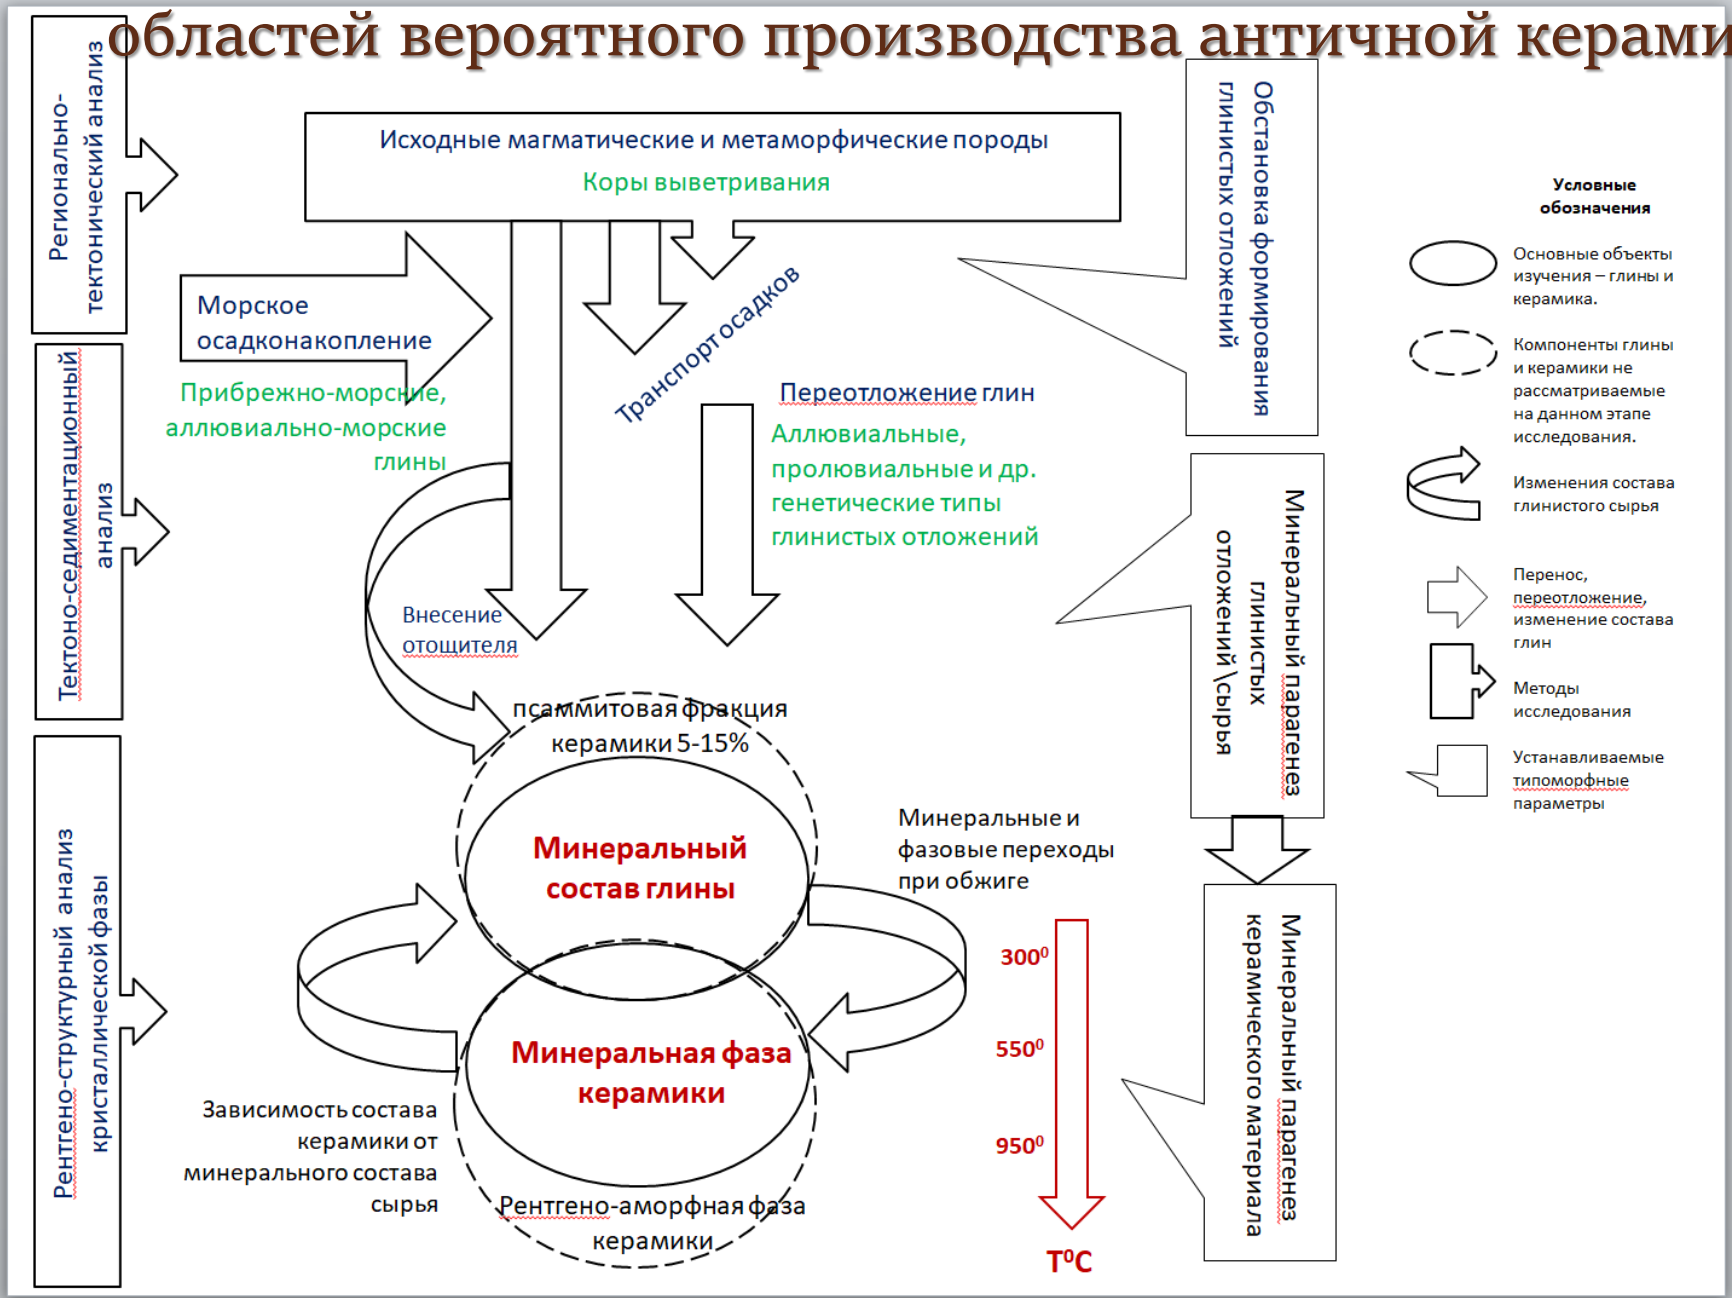 областей вероятного производства античной керами
Регионально-
тектонический анализ
Исходные магматические и метаморфические породы
Коры выветривания
Обстановка формирования
глинистых отложений
Морское
осадконакопление
Транспорт осадков
Прибрежно-морские,
аллювиально-морские
глины
Переотложение глин
Аллювиальные,
пролювиальные и др.
генетические типы
глинистых отложений
Тектоно-седиментационный
анализ
Внесение
отощителя
Минеральный парагенез
глинистых
отложений\сырья
псаммитовая фракция
керамики 5-15%
Минеральный
состав глины
Минеральные и
фазовые переходы
при обжиге
Рентгено-структурный анализ
кристаллической фазы
Минеральная фаза
керамики
Зависимость состава
керамики от
минерального состава
сырья
Рентгено-аморфная фаза
керамики
300⁰
550⁰
950⁰
Т⁰С
Минеральный парагенез
керамического материала
Условные
обозначения
Основные объекты
изучения – глины и
керамика.
Компоненты глины
и керамики не
рассматриваемые
на данном этапе
исследования.
Изменения состава
глинистого сырья
Перенос,
переотложение,
изменение состава
глин
Методы
исследования
Устанавливаемые
типоморфные
параметры